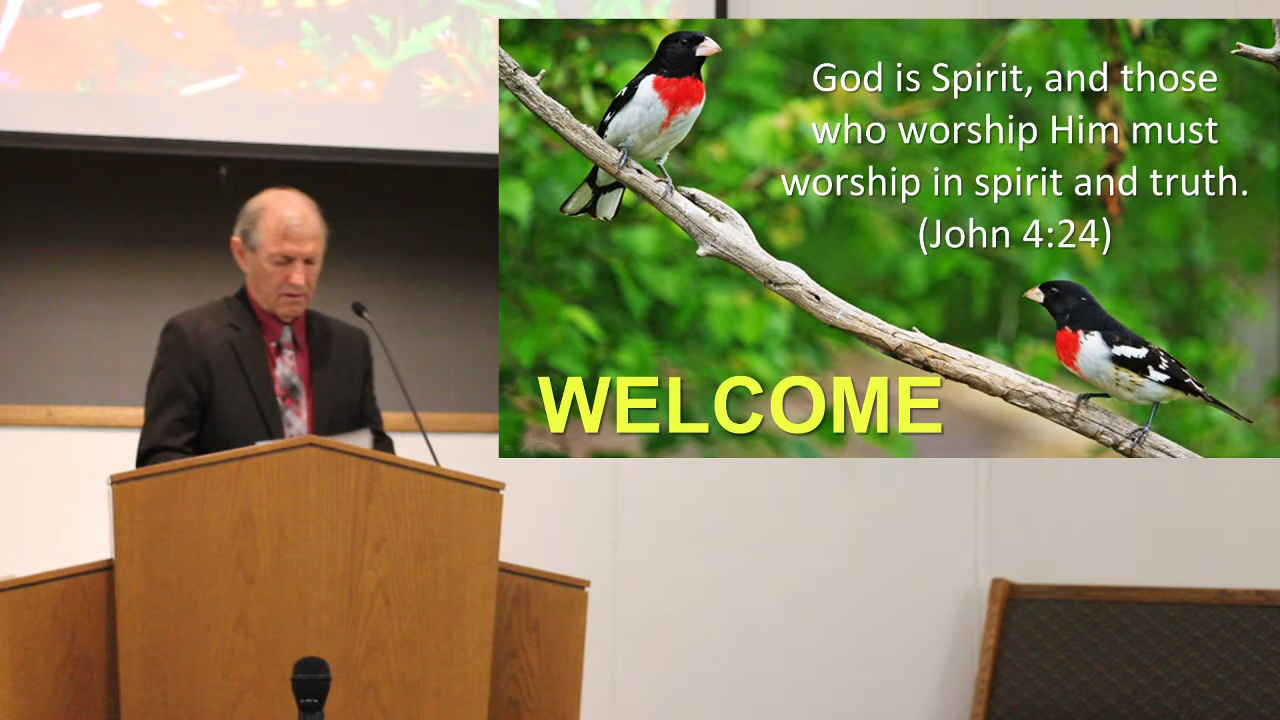 God is Spirit, and those
who worship Him must
worship in spirit and truth.
(John 4:24)
WELCOME